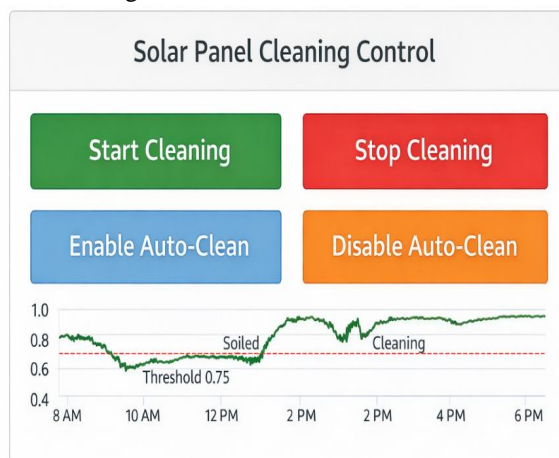 Solar Panel Cleaning Control
Start Cleaning
Stop Cleaning
Enable Auto-Clean
Disable Auto-Clean
1.0
0.8
0.6
0.4
Soiled
Cleaning
Threshold 0.75
8 AM 10 AM 12 PM 2 PM 2 PM 4 PM 6 PM